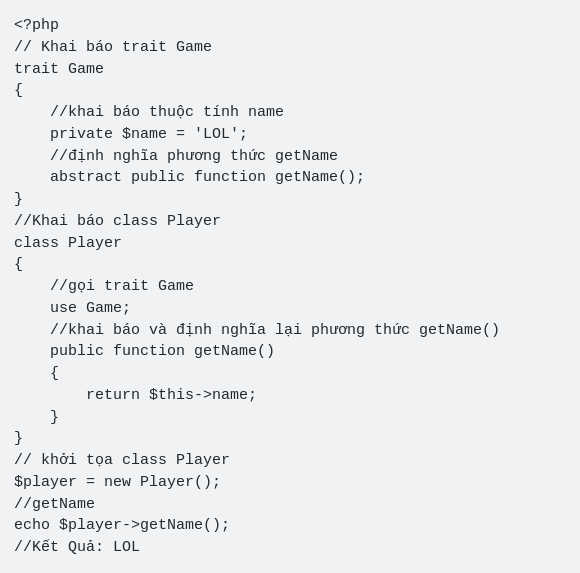 <?php
// Khai báo trait Game
trait Game
{
    //khai báo thuộc tính name
    private $name = 'LOL';
    //định nghĩa phương thức getName
    abstract public function getName();
}
//Khai báo class Player
class Player
{
    //gọi trait Game
    use Game;
    //khai báo và định nghĩa lại phương thức getName()
    public function getName()
    {
        return $this->name;
    }
}
// khởi tọa class Player
$player = new Player();
//getName
echo $player->getName();
//Kết Quả: LOL